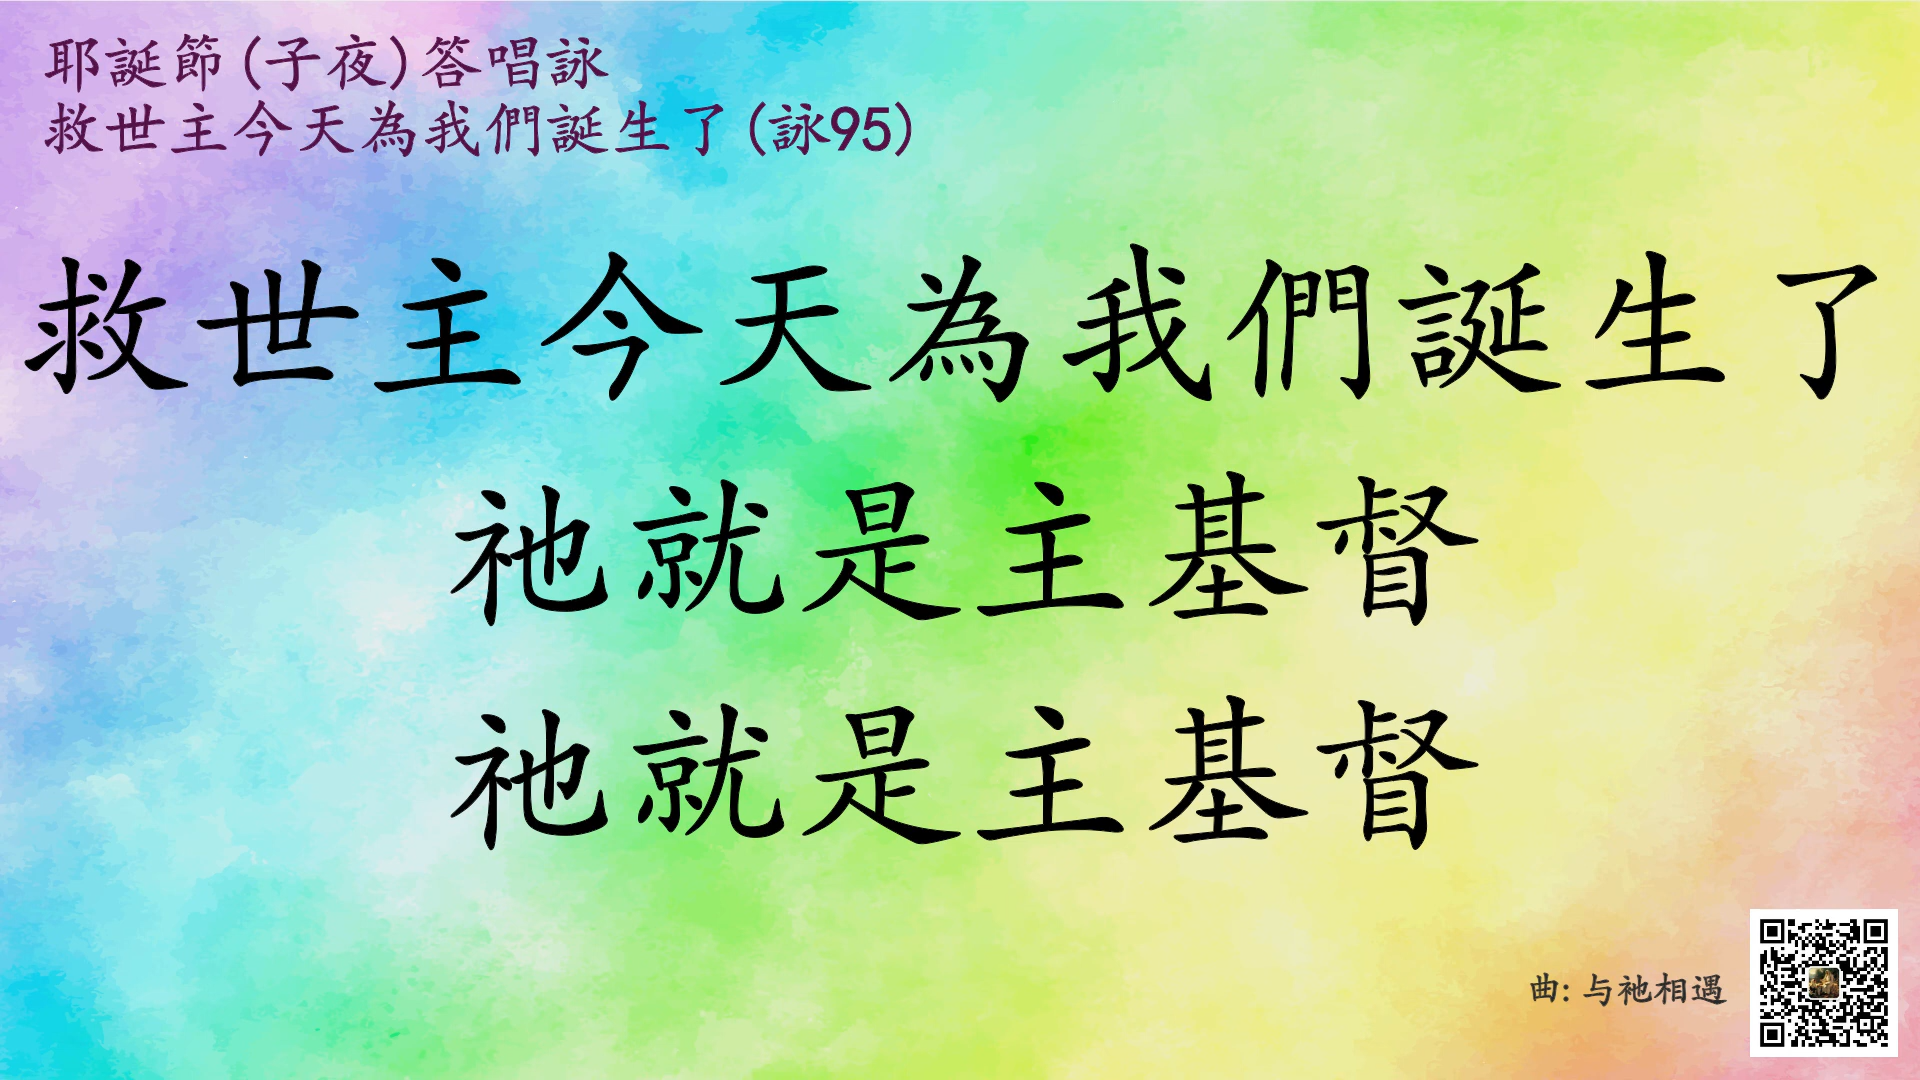 耶誕節(子夜)答唱詠
救世主今天為我們誕生了(詠95)
救世主今天為我們誕生了
祂就是主基督
祂就是主基督
曲: 与祂相遇